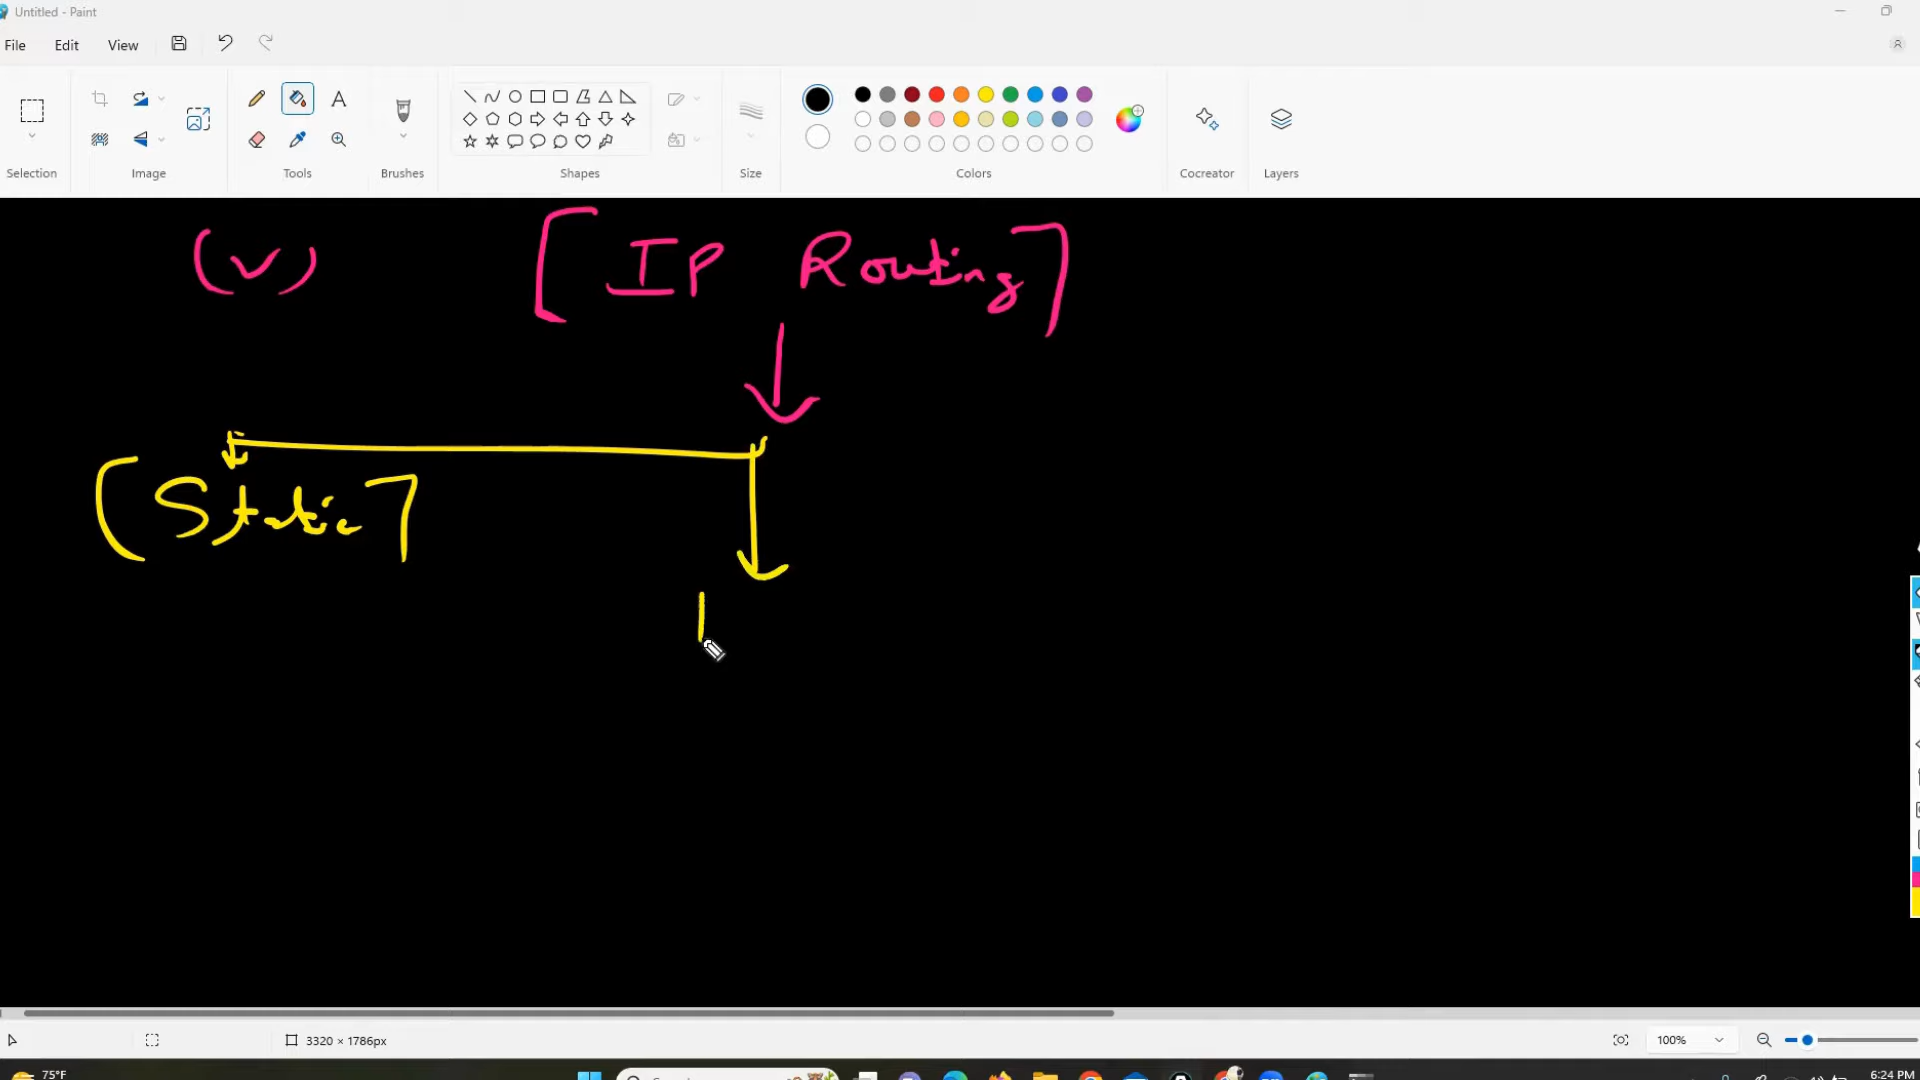 Untitled - Paint
File Edit View
Selection Image Tools Brushes Shapes Size Colors Cocreator Layers
(v) [IP Routing]
[Static]
3320 × 1786px
100%
75°F
6:24 PM